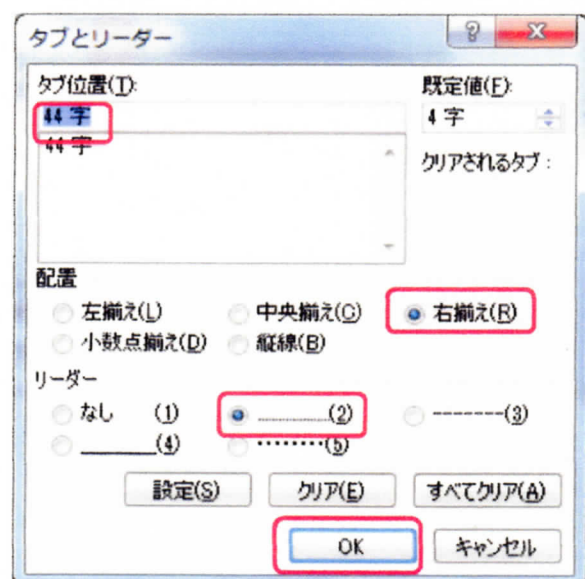 タブとリーダー
タブ位置(T): 既定値(F):
44 字 4 字
44 字 クリアされるタブ:
配置
左揃え(L) 中央揃え(C) 右揃え(R)
小数点揃え(D) 縦線(B)
リーダー
なし (1) ..........(2) -------(3)
______(4) ········(5)
設定(S) クリア(E) すべてクリア(A)
OK キャンセル